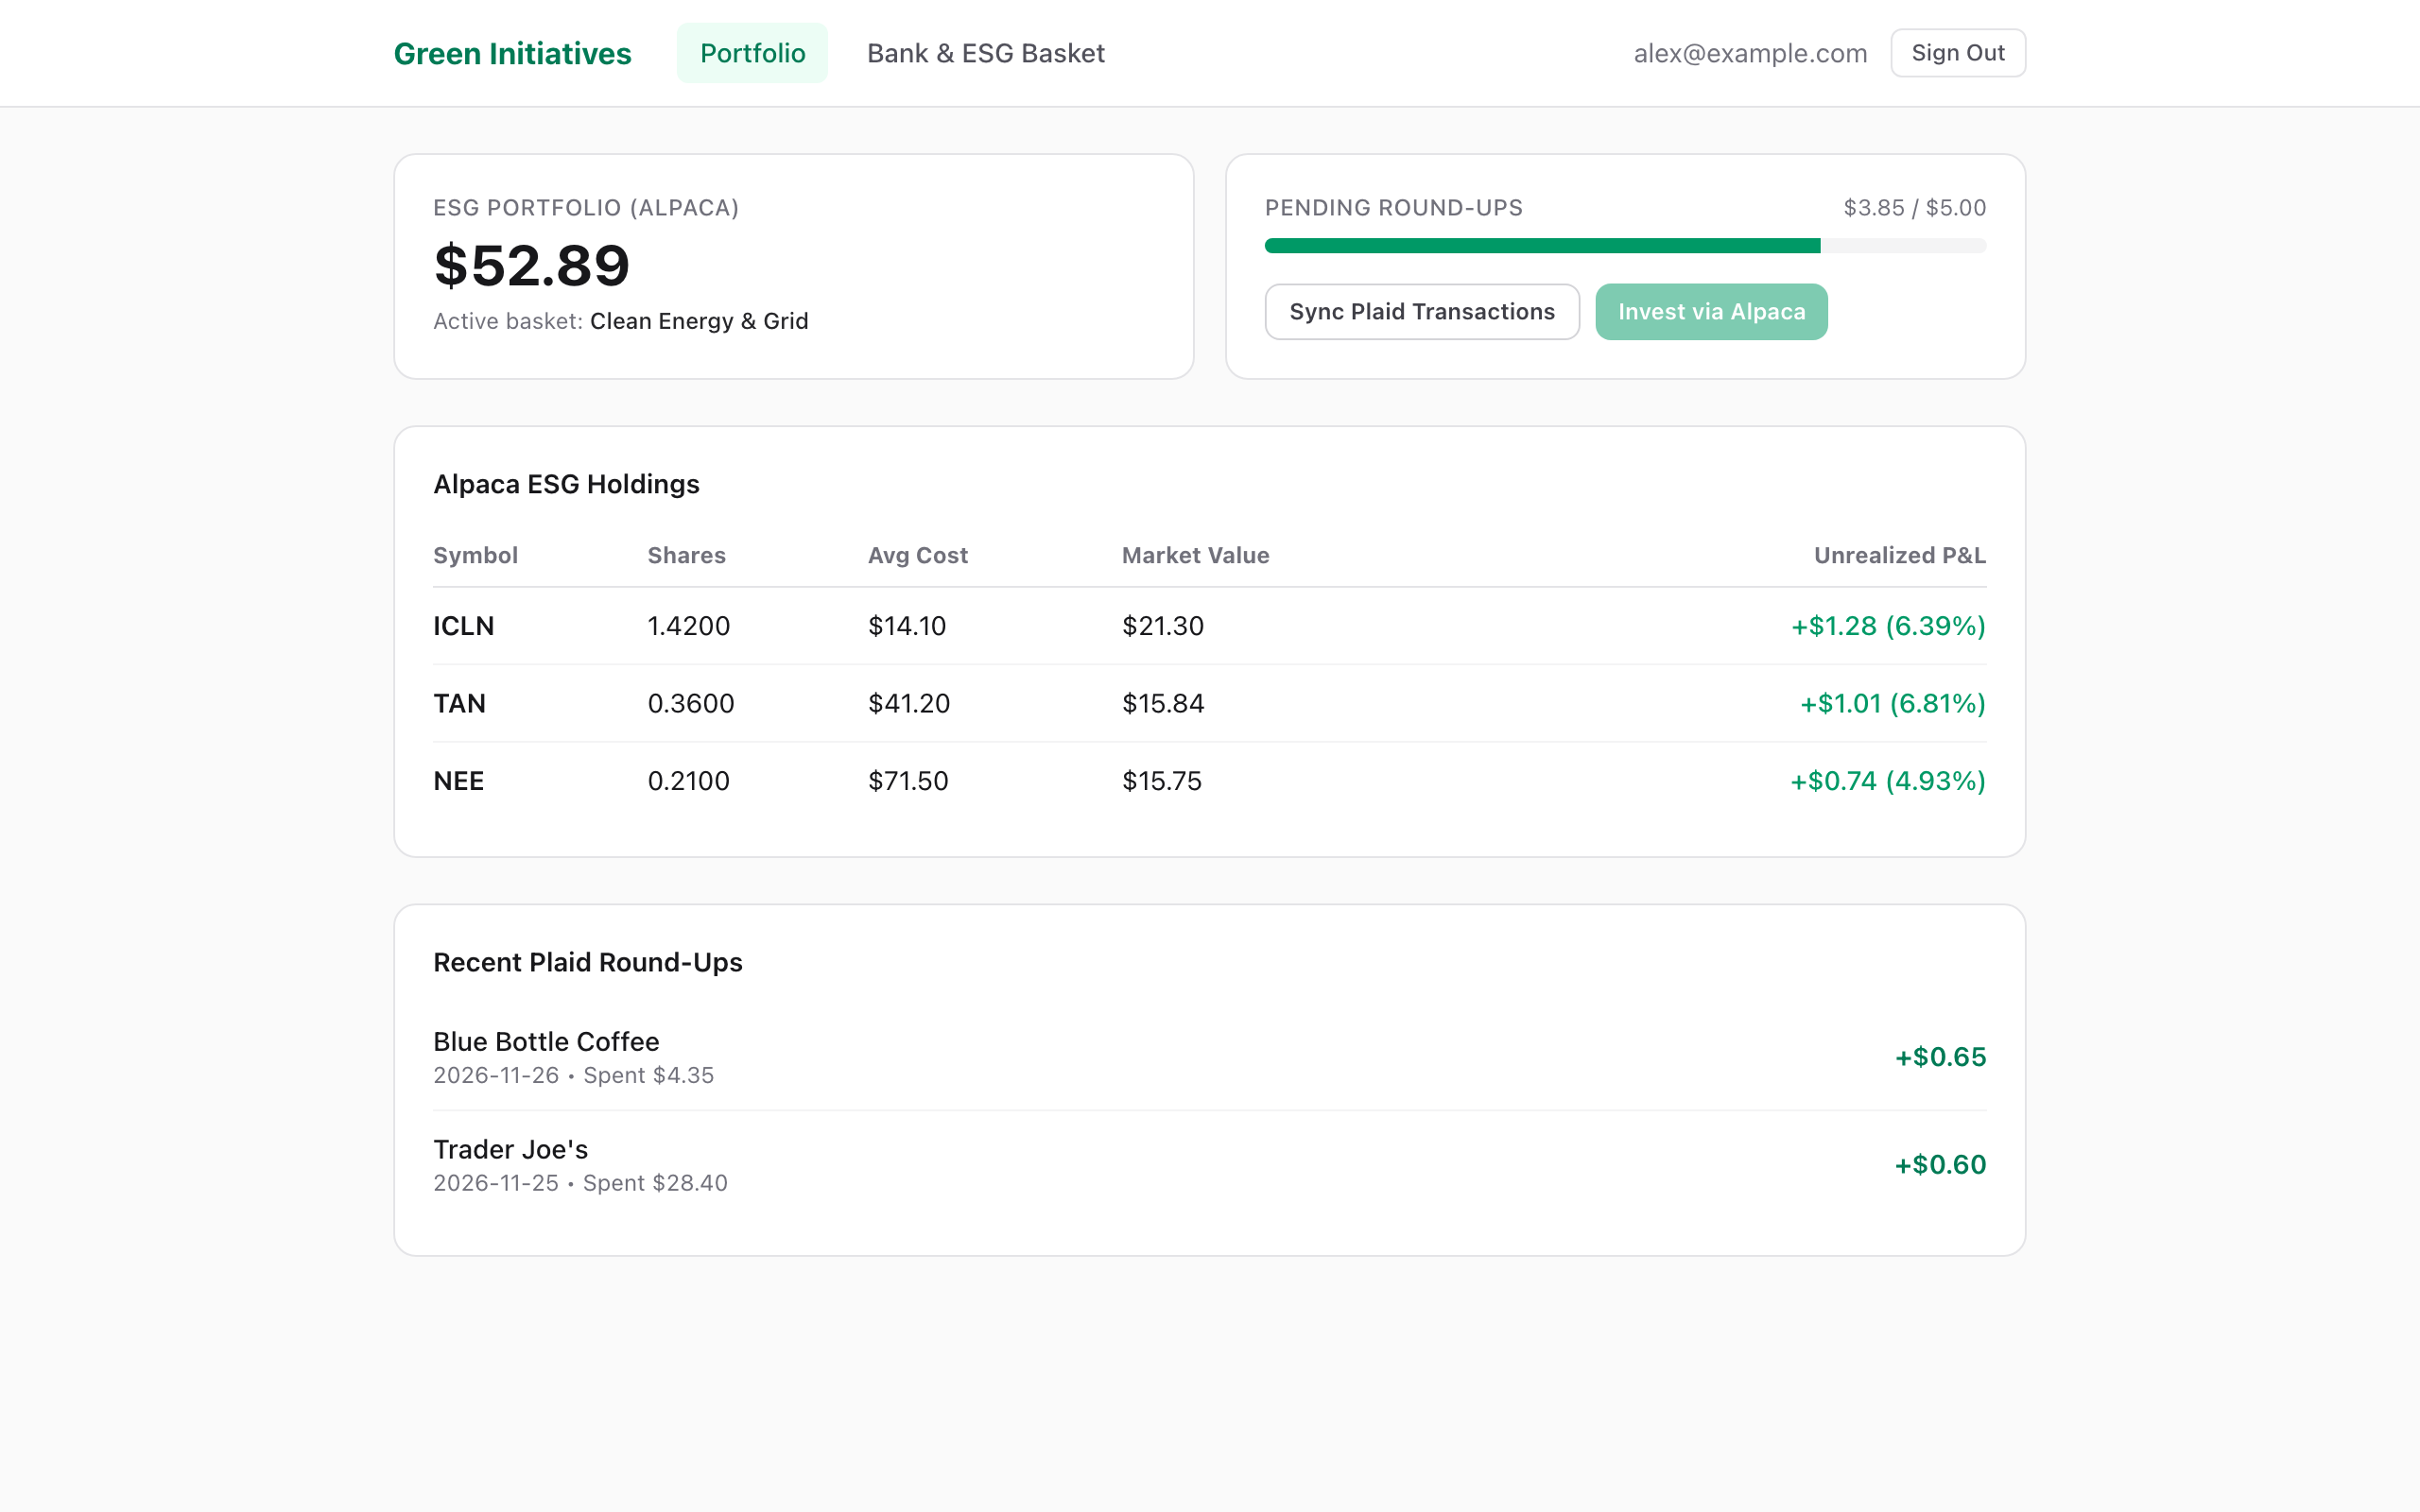 Green Initiatives Portfolio Bank & ESG Basket alex@example.com Sign Out
ESG PORTFOLIO (ALPACA)
$52.89
Active basket: Clean Energy & Grid
PENDING ROUND-UPS $3.85 / $5.00
Sync Plaid Transactions Invest via Alpaca
Alpaca ESG Holdings
Symbol Shares Avg Cost Market Value Unrealized P&L
ICLN 1.4200 $14.10 $21.30 +$1.28 (6.39%)
TAN 0.3600 $41.20 $15.84 +$1.01 (6.81%)
NEE 0.2100 $71.50 $15.75 +$0.74 (4.93%)
Recent Plaid Round-Ups
Blue Bottle Coffee
2026-11-26 • Spent $4.35
+$0.65
Trader Joe's
2026-11-25 • Spent $28.40
+$0.60